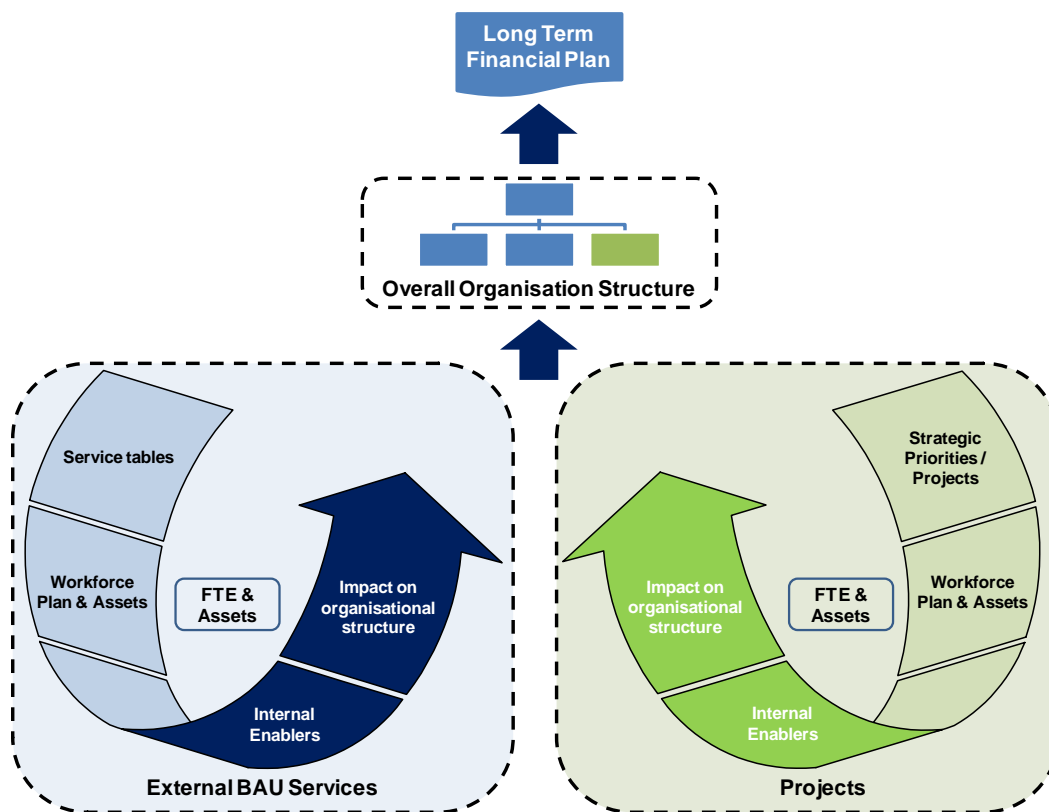 Long Term
Financial Plan
Overall Organisation Structure
Service tables
Workforce
Plan & Assets
FTE &
Assets
Impact on
organisational
structure
Internal
Enablers
External BAU Services
Strategic
Priorities /
Projects
Impact on
organisational
structure
FTE &
Assets
Workforce
Plan & Assets
Internal
Enablers
Projects